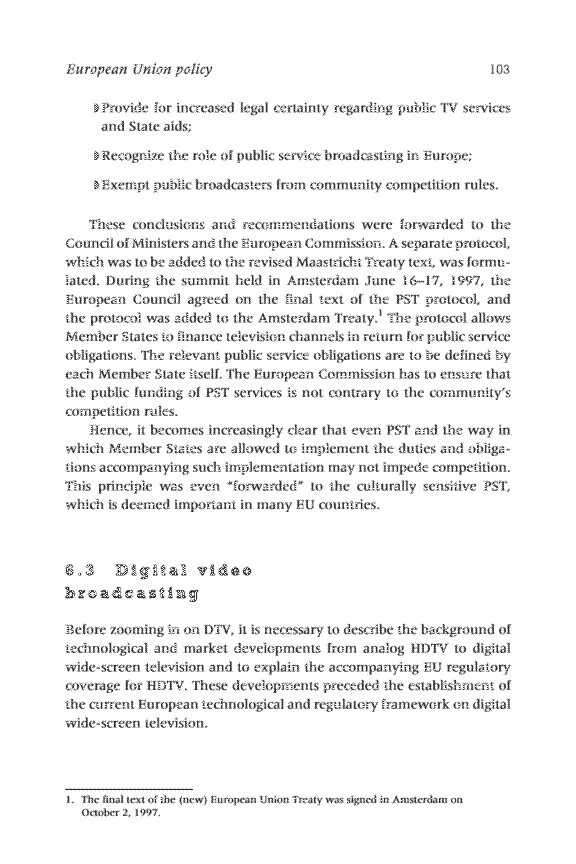 European Union policy 103
Provide for increased legal certainty regarding public TV services
and State aids;
Recognize the role of public service broadcasting in Europe;
Exempt public broadcasters from community competition rules.
These conclusions and recommendations were forwarded to the
Council of Ministers and the European Commission. A separate protocol,
which was to be added to the revised Maastricht Treaty text, was formu-
lated. During the summit held in Amsterdam June 16–17, 1997, the
European Council agreed on the final text of the PST protocol, and
the protocol was added to the Amsterdam Treaty.1 The protocol allows
Member States to finance television channels in return for public service
obligations. The relevant public service obligations are to be defined by
each Member State itself. The European Commission has to ensure that
the public funding of PST services is not contrary to the community's
competition rules.
Hence, it becomes increasingly clear that even PST and the way in
which Member States are allowed to implement the duties and obliga-
tions accompanying such implementation may not impede competition.
This principle was even "forwarded" to the culturally sensitive PST,
which is deemed important in many EU countries.
6.3 Digital video
broadcasting
Before zooming in on DTV, it is necessary to describe the background of
technological and market developments from analog HDTV to digital
wide-screen television and to explain the accompanying EU regulatory
coverage for HDTV. These developments preceded the establishment of
the current European technological and regulatory framework on digital
wide-screen television.
1. The final text of the (new) European Union Treaty was signed in Amsterdam on
October 2, 1997.